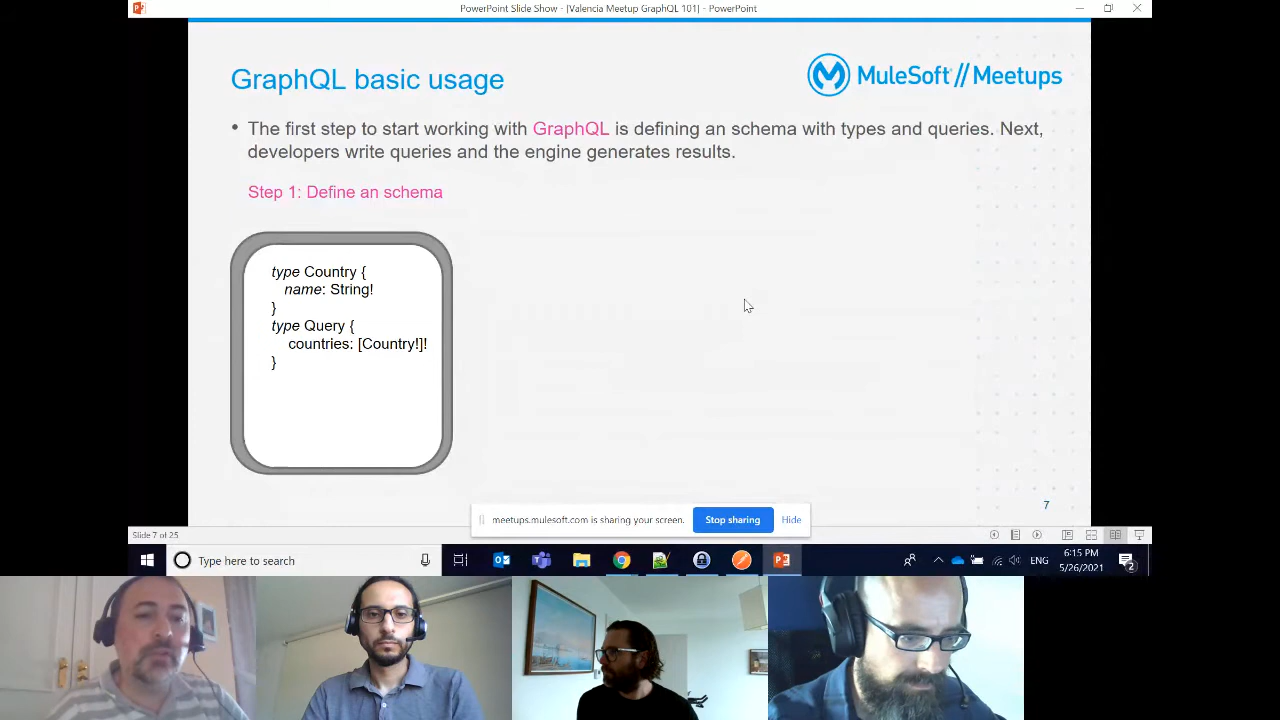 PowerPoint Slide Show - [Valencia Meetup GraphQL 101] - PowerPoint
GraphQL basic usage
MuleSoft // Meetups
• The first step to start working with GraphQL is defining an schema with types and queries. Next,
developers write queries and the engine generates results.
Step 1: Define an schema
type Country {
name: String!
}
type Query {
countries: [Country!]!
}
7
meetups.mulesoft.com is sharing your screen.
Stop sharing
Hide
Slide 7 of 25
Type here to search
ENG
6:15 PM
5/26/2021
2